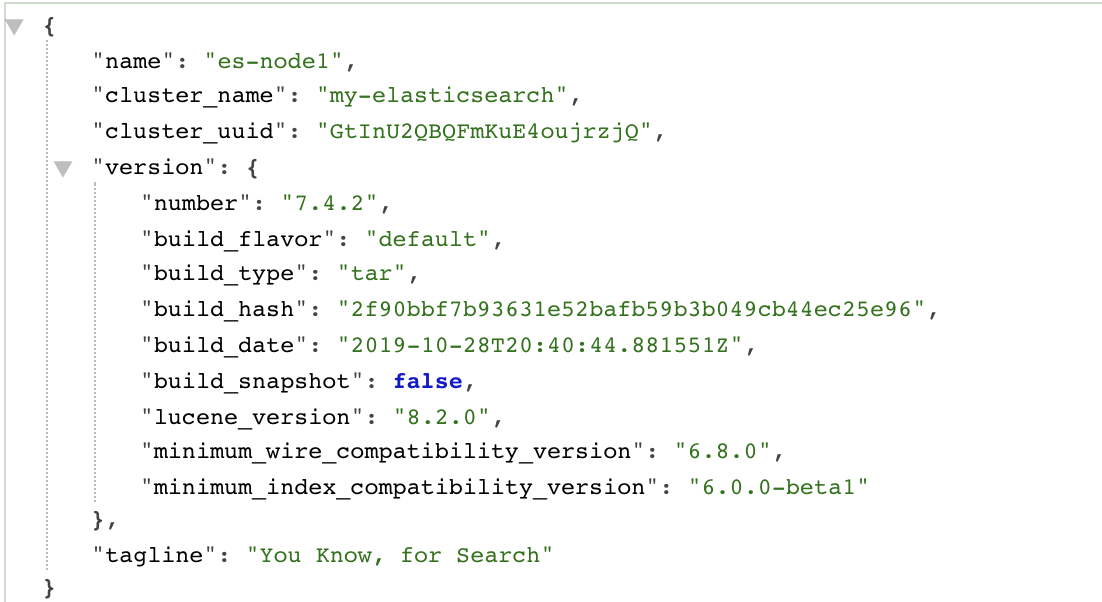 {
"name": "es-node1",
"cluster_name": "my-elasticsearch",
"cluster_uuid": "GtInU2QBQFmKuE4oujrzjQ",
"version": {
"number": "7.4.2",
"build_flavor": "default",
"build_type": "tar",
"build_hash": "2f90bbf7b93631e52bafb59b3b049cb44ec25e96",
"build_date": "2019-10-28T20:40:44.881551Z",
"build_snapshot": false,
"lucene_version": "8.2.0",
"minimum_wire_compatibility_version": "6.8.0",
"minimum_index_compatibility_version": "6.0.0-beta1"
},
"tagline": "You Know, for Search"
}